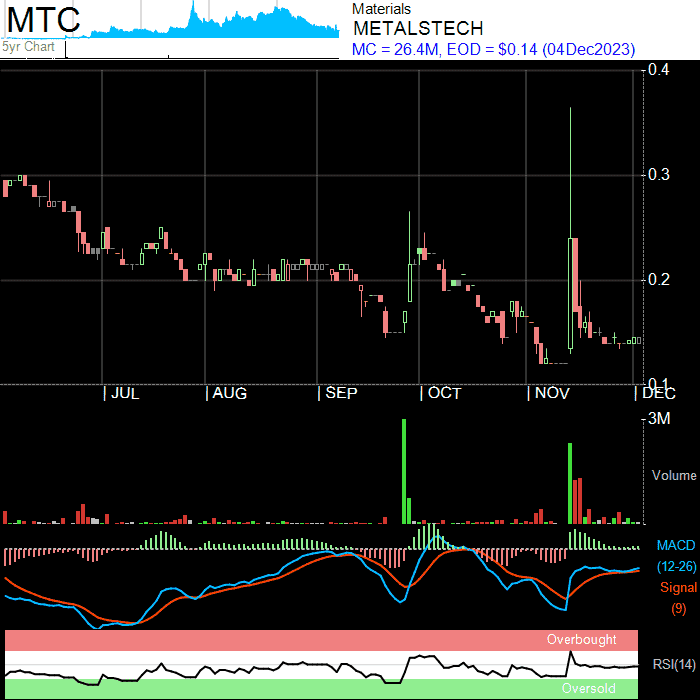 MTC
5yr Chart
Materials
METALSTECH
MC = 26.4M, EOD = $0.14 (04Dec2023)
0.4
0.3
0.2
0.1
JUL
AUG
SEP
OCT
NOV
DEC
3M
Volume
MACD
(12-26)
Signal
(9)
Overbought
RSI(14)
Oversold